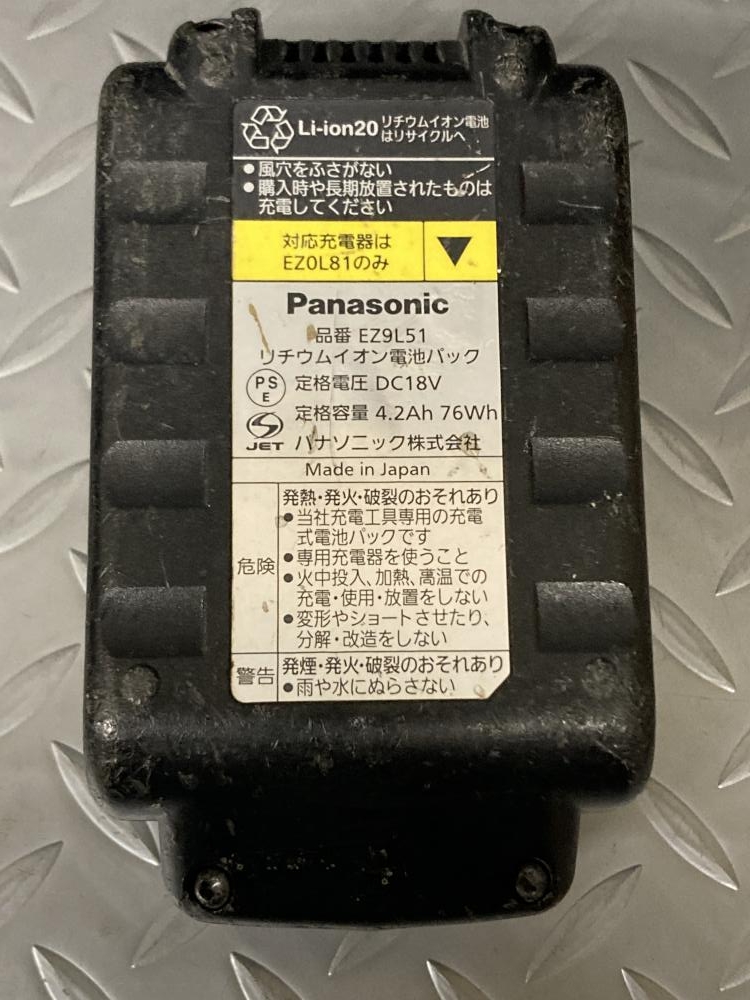 Li-ion20 リチウムイオン電池
はリサイクルへ
●風穴をふさがない
●購入時や長期放置されたものは
充電してください
対応充電器は
EZ0L81のみ
Panasonic
品番 EZ9L51
リチウムイオン電池パック
PS
E
定格電圧 DC18V
定格容量 4.2Ah 76Wh
JET パナソニック株式会社
Made in Japan
危険
発熱・発火・破裂のおそれあり
●当社充電工具専用の充電
式電池パックです
●専用充電器を使うこと
●火中投入、加熱、高温での
充電・使用・放置をしない
●変形やショートさせたり、
分解・改造をしない
警告
発煙・発火・破裂のおそれあり
●雨や水にぬらさない